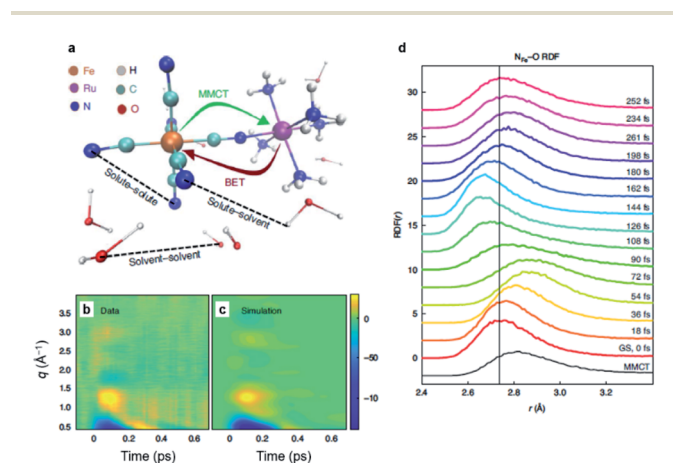 a
Fe
H
Ru
C
N
O
MMCT
BET
Solute–solute
Solute–solvent
Solvent–solvent
b
Data
c
Simulation
q (Å⁻¹)
3.5
3.0
2.5
2.0
1.5
1.0
0.5
0
0.2
0.4
0.6
0
0.2
0.4
0.6
Time (ps)
Time (ps)
0
−50
−10
d
N_Fe–O RDF
RDF(r)
30
25
20
15
10
5
0
252 fs
234 fs
261 fs
198 fs
180 fs
162 fs
144 fs
126 fs
108 fs
90 fs
72 fs
54 fs
36 fs
18 fs
GS, 0 fs
MMCT
2.4
2.6
2.8
3.0
3.2
r (Å)